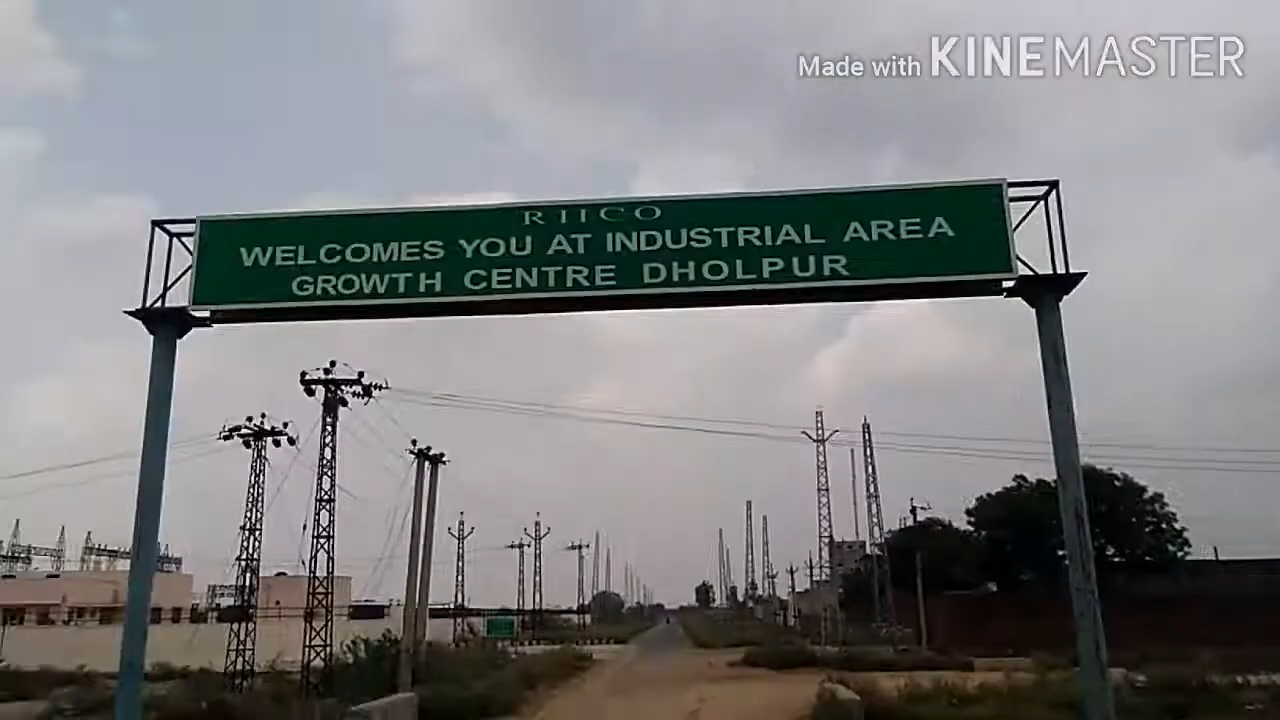 Made with KINEMASTER
RIICO
WELCOMES YOU AT INDUSTRIAL AREA
GROWTH CENTRE DHOLPUR